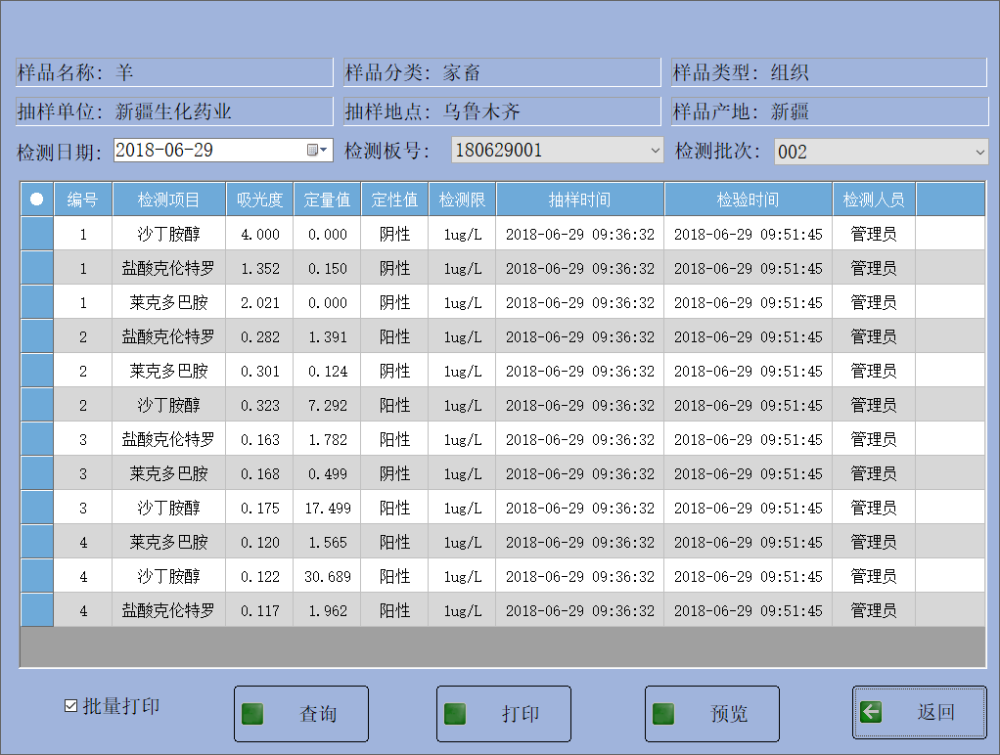 样品名称: 羊 样品分类: 家畜 样品类型: 组织
抽样单位: 新疆生化药业 抽样地点: 乌鲁木齐 样品产地: 新疆
检测日期: 2018-06-29 检测板号: 180629001 检测批次: 002
编号 检测项目 吸光度 定量值 定性值 检测限 抽样时间 检验时间 检测人员
1 沙丁胺醇 4.000 0.000 阴性 1ug/L 2018-06-29 09:36:32 2018-06-29 09:51:45 管理员
1 盐酸克伦特罗 1.352 0.150 阴性 1ug/L 2018-06-29 09:36:32 2018-06-29 09:51:45 管理员
1 莱克多巴胺 2.021 0.000 阴性 1ug/L 2018-06-29 09:36:32 2018-06-29 09:51:45 管理员
2 盐酸克伦特罗 0.282 1.391 阳性 1ug/L 2018-06-29 09:36:32 2018-06-29 09:51:45 管理员
2 莱克多巴胺 0.301 0.124 阴性 1ug/L 2018-06-29 09:36:32 2018-06-29 09:51:45 管理员
2 沙丁胺醇 0.323 7.292 阳性 1ug/L 2018-06-29 09:36:32 2018-06-29 09:51:45 管理员
3 盐酸克伦特罗 0.163 1.782 阳性 1ug/L 2018-06-29 09:36:32 2018-06-29 09:51:45 管理员
3 莱克多巴胺 0.168 0.499 阴性 1ug/L 2018-06-29 09:36:32 2018-06-29 09:51:45 管理员
3 沙丁胺醇 0.175 17.499 阳性 1ug/L 2018-06-29 09:36:32 2018-06-29 09:51:45 管理员
4 莱克多巴胺 0.120 1.565 阳性 1ug/L 2018-06-29 09:36:32 2018-06-29 09:51:45 管理员
4 沙丁胺醇 0.122 30.689 阳性 1ug/L 2018-06-29 09:36:32 2018-06-29 09:51:45 管理员
4 盐酸克伦特罗 0.117 1.962 阳性 1ug/L 2018-06-29 09:36:32 2018-06-29 09:51:45 管理员
批量打印 查询 打印 预览 返回